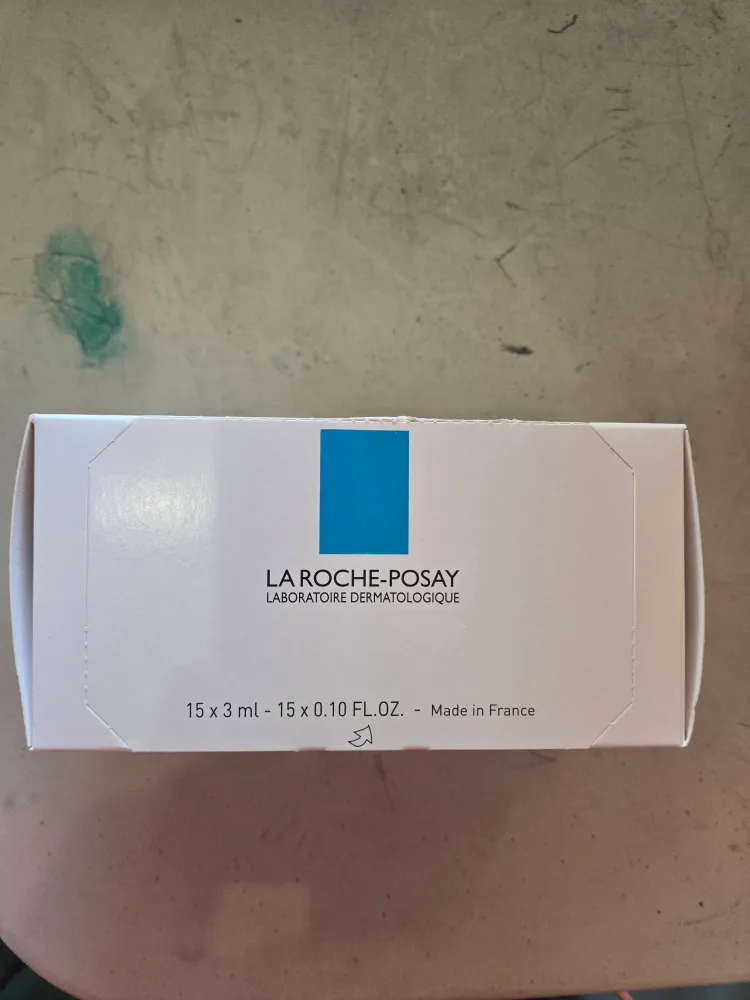 LA ROCHE-POSAY
LABORATOIRE DERMATOLOGIQUE
15 x 3 ml - 15 x 0.10 FL.OZ. - Made in France